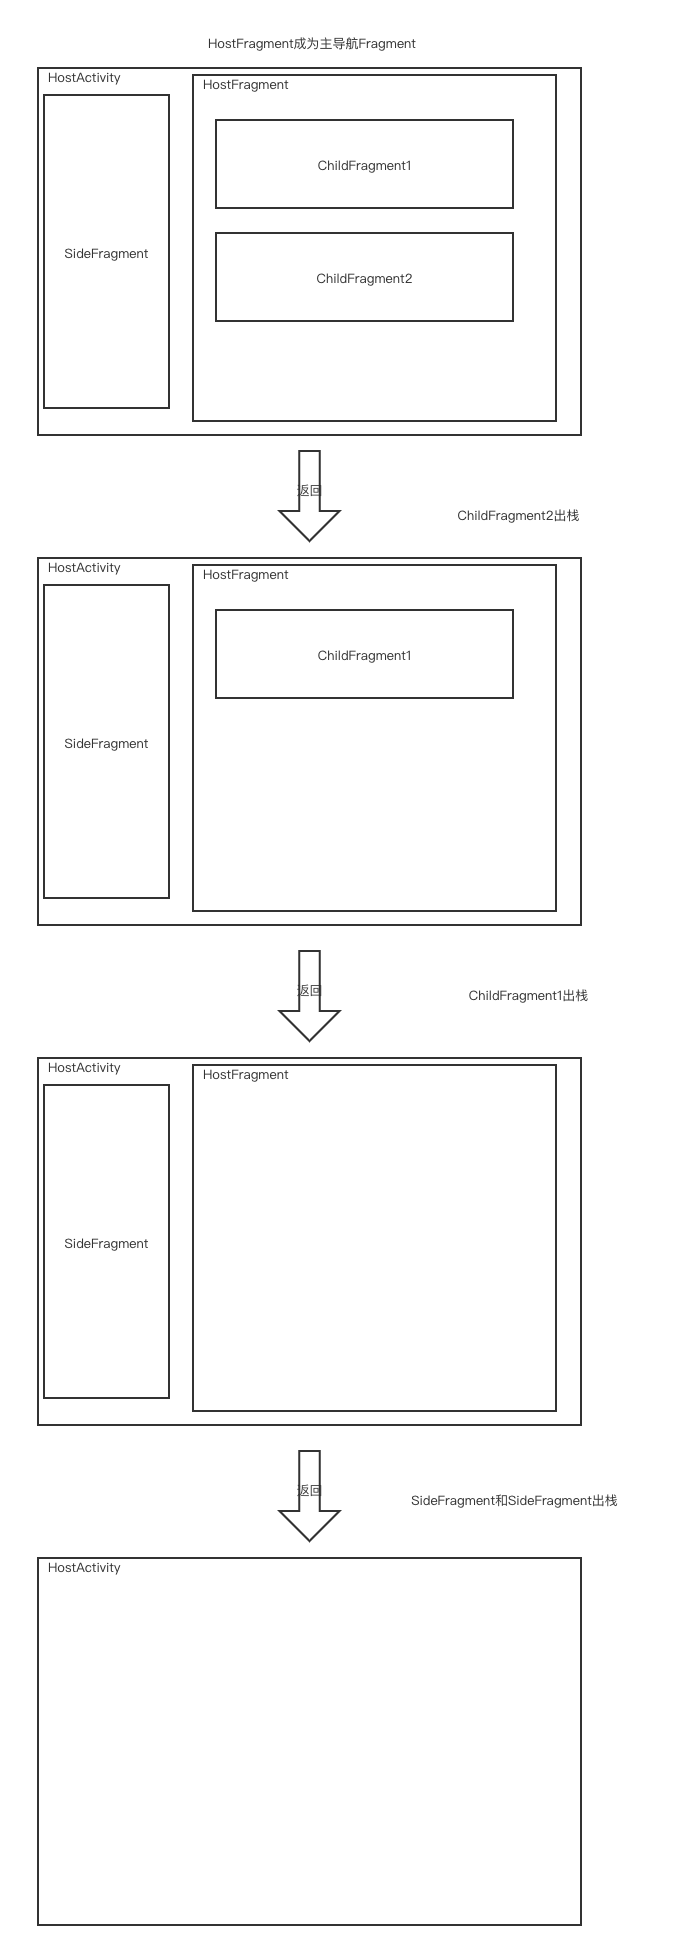 HostFragment成为主导航Fragment
HostActivity
HostFragment
ChildFragment1
SideFragment
ChildFragment2
返回
ChildFragment2出栈
HostActivity
HostFragment
ChildFragment1
SideFragment
返回
ChildFragment1出栈
HostActivity
HostFragment
SideFragment
返回
SideFragment和SideFragment出栈
HostActivity